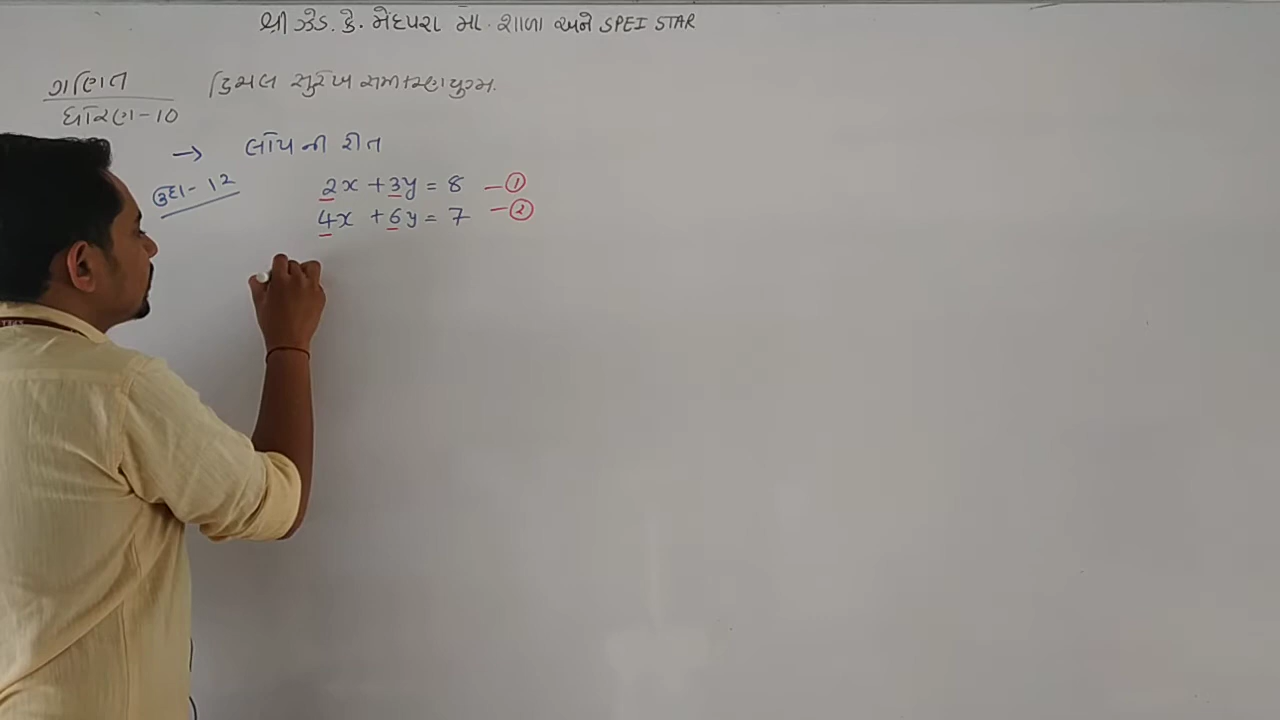 શ્રી ઝેડ. કે. મેંદપરા મા. શાળા અને SPEI STAR
ગણિત
દ્વિચલ સુરેખ સમીકરણયુગ્મ.
ધોરણ-10
→ લોપની રીત
ઉદા- 12
2x + 3y = 8 — ①
4x + 6y = 7 — ②